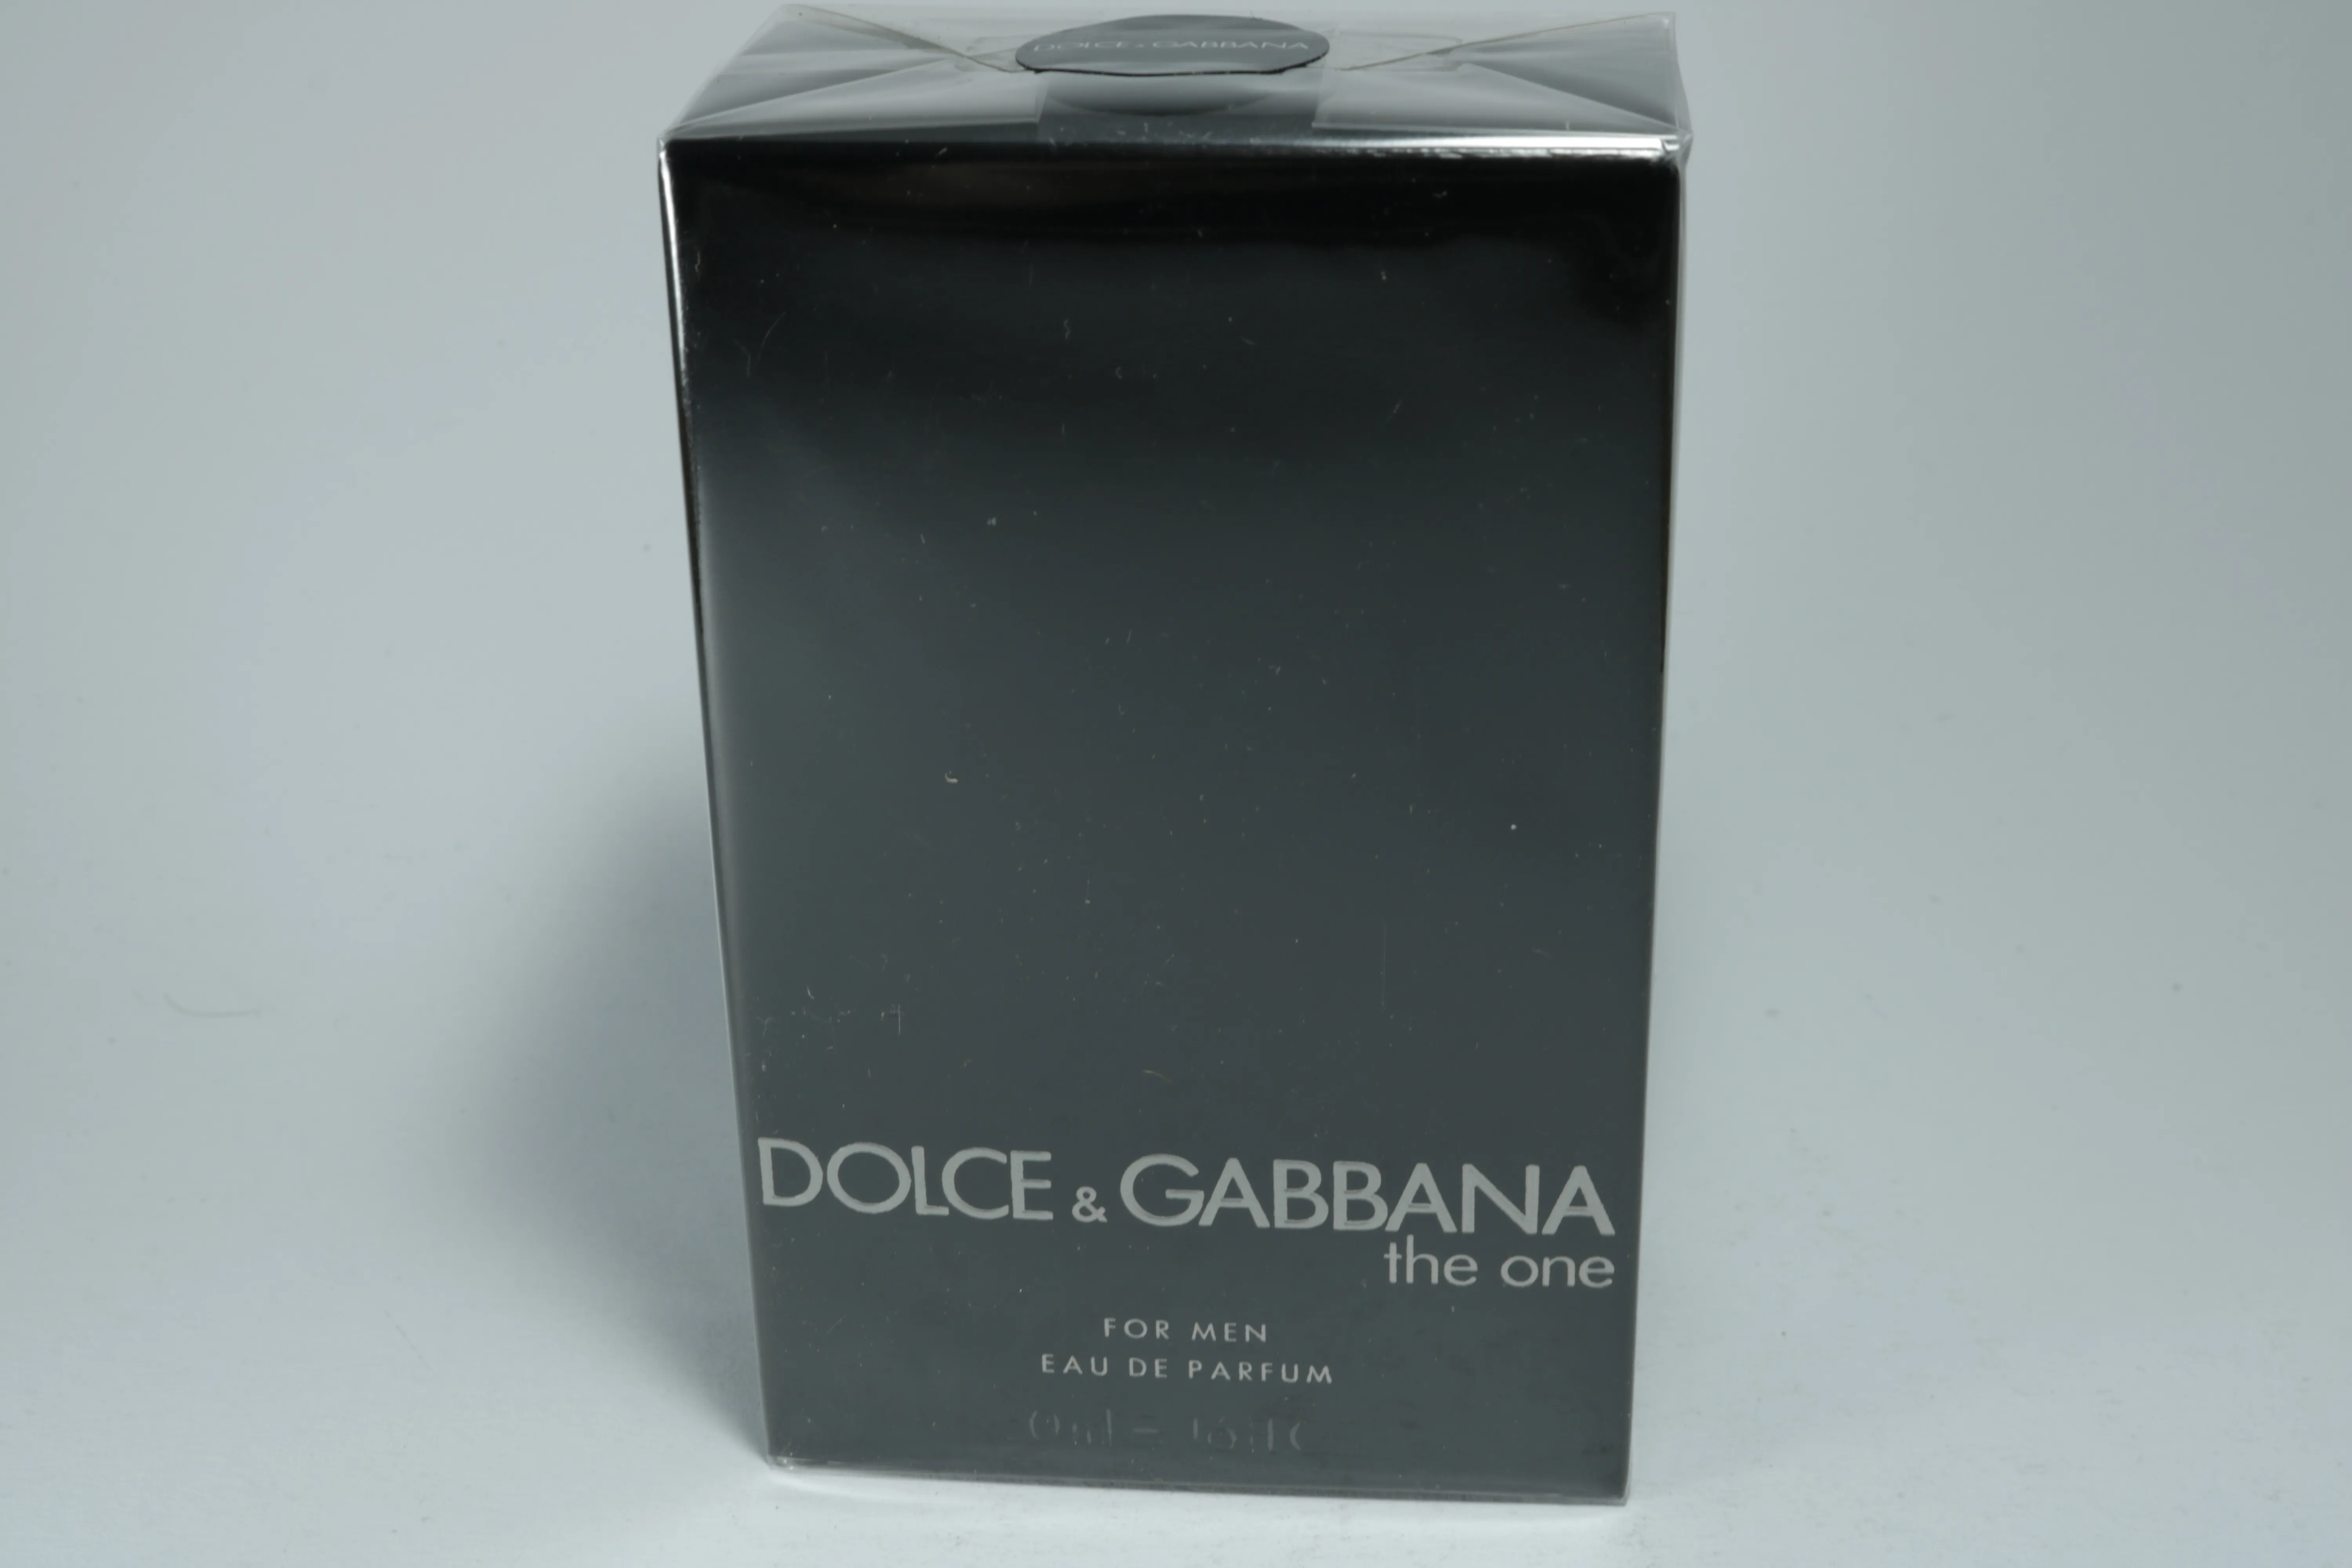 DOLCE & GABBANA
DOLCE & GABBANA
the one
FOR MEN
EAU DE PARFUM